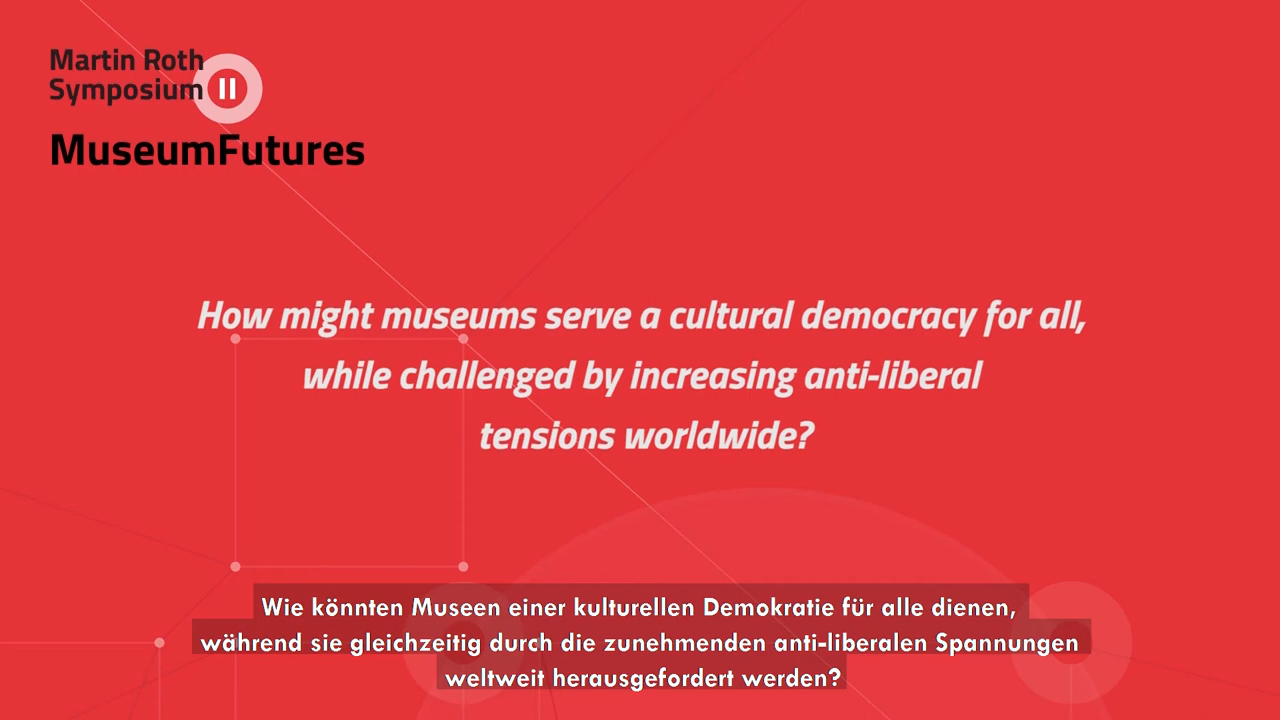 Martin Roth
Symposium II
MuseumFutures
How might museums serve a cultural democracy for all,
while challenged by increasing anti-liberal
tensions worldwide?
Wie könnten Museen einer kulturellen Demokratie für alle dienen,
während sie gleichzeitig durch die zunehmenden anti-liberalen Spannungen
weltweit herausgefordert werden?